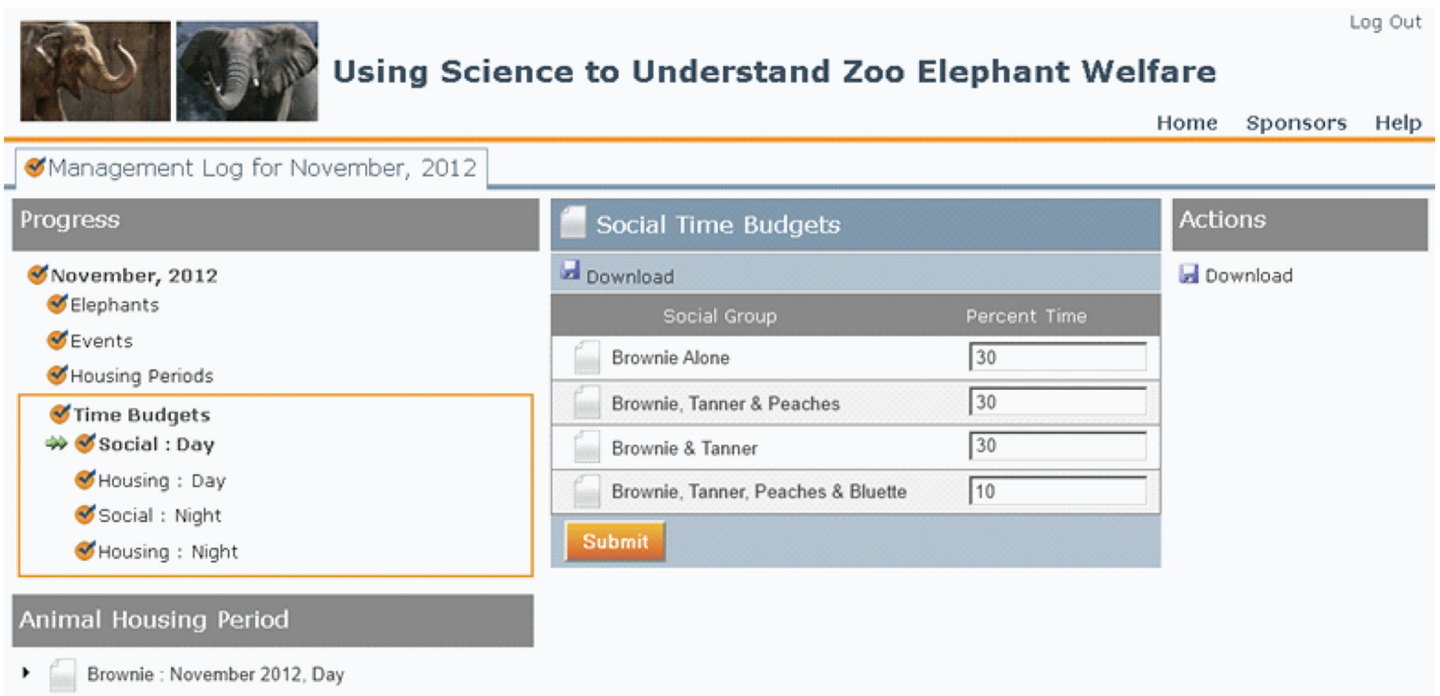 Log Out
Using Science to Understand Zoo Elephant Welfare
Home Sponsors Help
Management Log for November, 2012
Progress
November, 2012
Elephants
Events
Housing Periods
Time Budgets
Social : Day
Housing : Day
Social : Night
Housing : Night
Animal Housing Period
Brownie : November 2012, Day
Social Time Budgets
Download
Social Group Percent Time
Brownie Alone 30
Brownie, Tanner & Peaches 30
Brownie & Tanner 30
Brownie, Tanner, Peaches & Bluette 10
Submit
Actions
Download